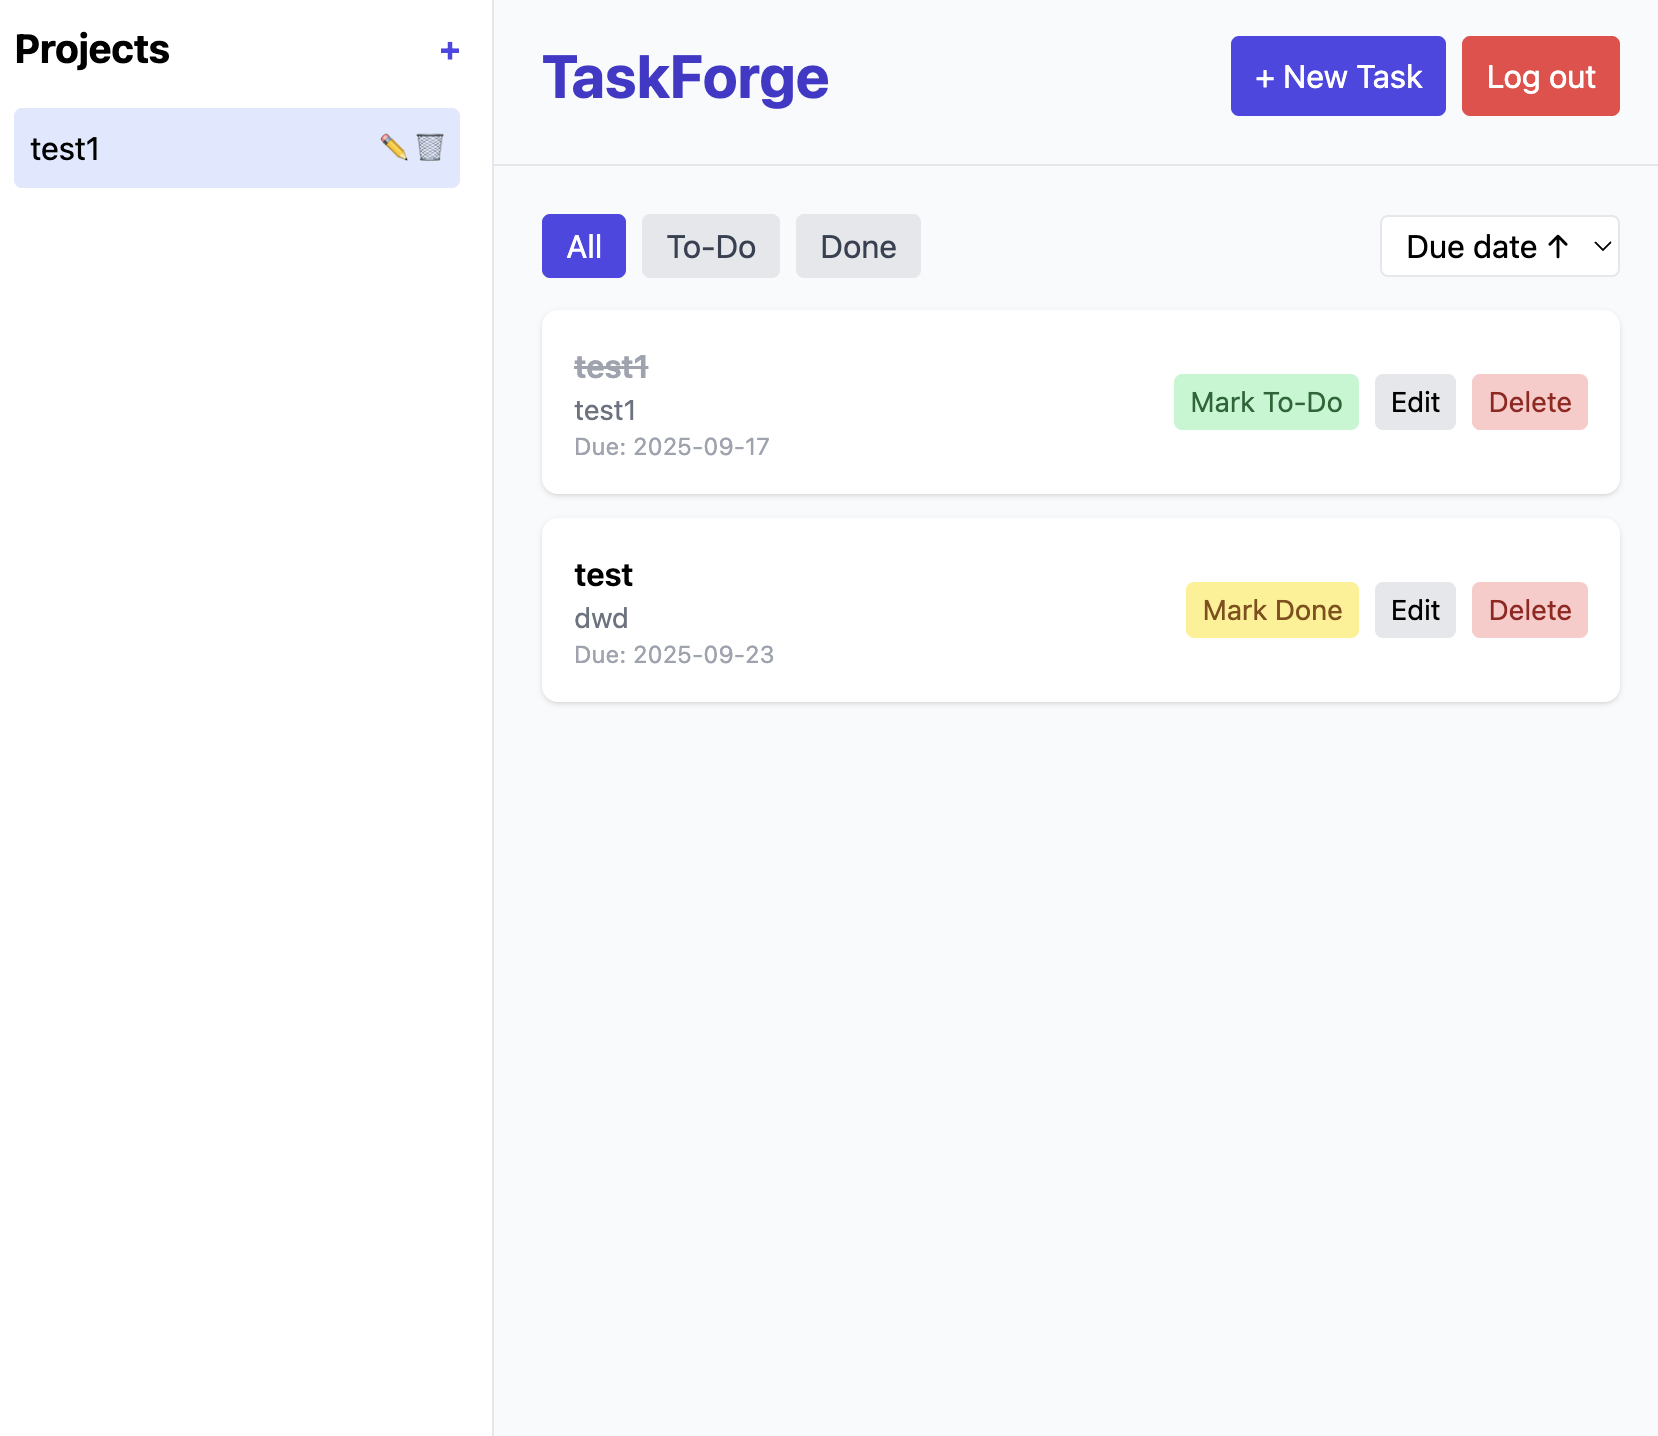 Projects +
test1
TaskForge
+ New Task
Log out
All
To-Do
Done
Due date ↑
test1
test1
Due: 2025-09-17
Mark To-Do
Edit
Delete
test
dwd
Due: 2025-09-23
Mark Done
Edit
Delete